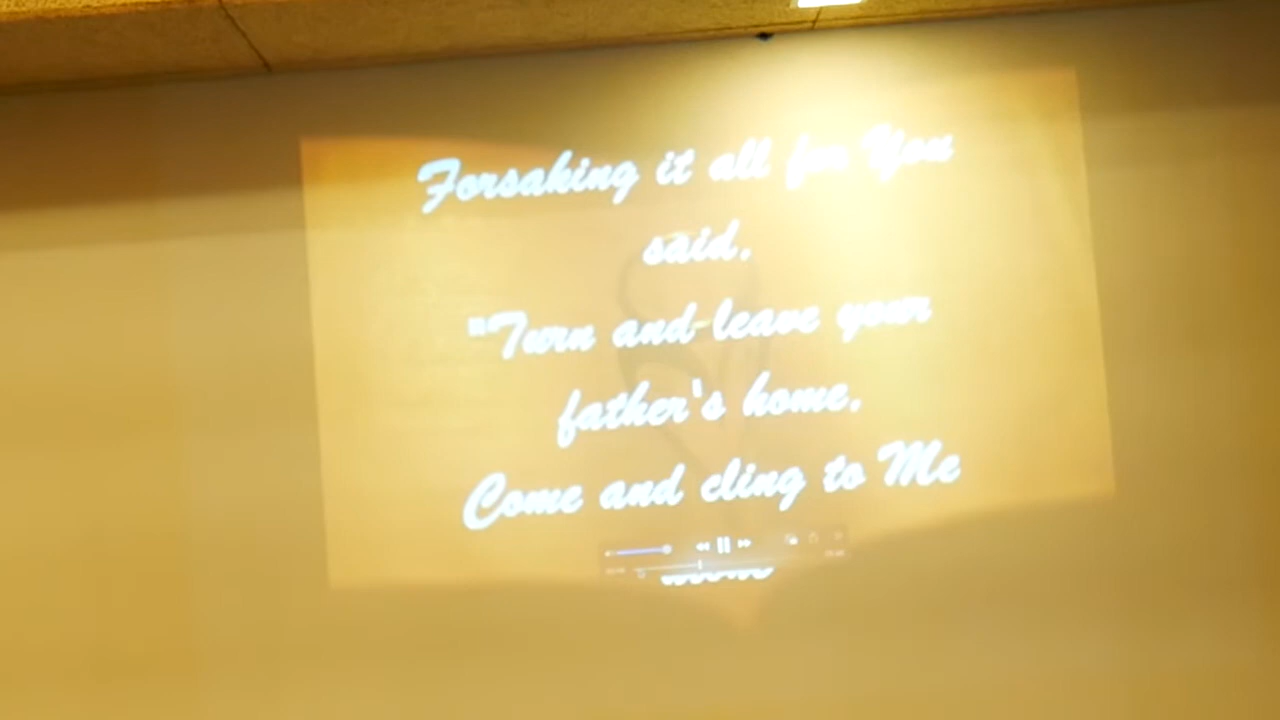 Forsaking it all for You
said,
"Turn and leave your
father's home,
Come and cling to Me